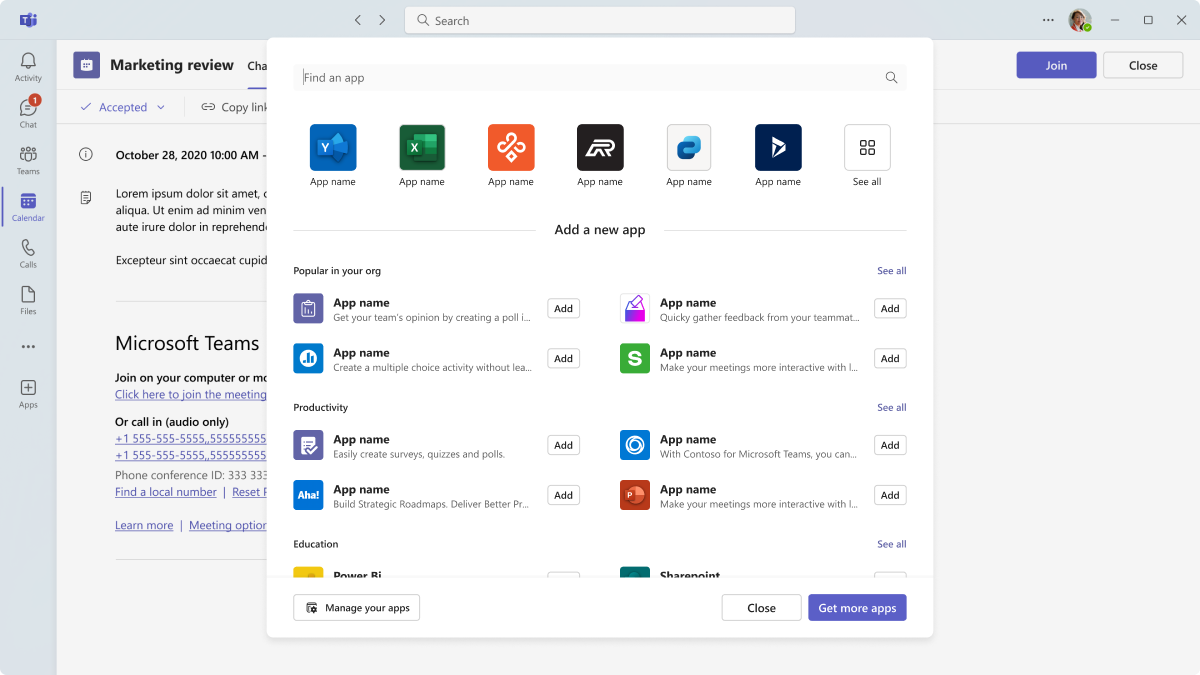 Search
Activity
1
Chat
Teams
Calendar
Calls
Files
Apps
Marketing review
Join
Close
Accepted
Copy link
October 28, 2020 10:00 AM -
Lorem ipsum dolor sit amet,
aliqua. Ut enim ad minim ven
aute irure dolor in reprehende
Excepteur sint occaecat cupid
Microsoft Teams
Join on your computer or mo
Click here to join the meeting
Or call in (audio only)
+1 555-555-5555,,555555555
+1 555-555-5555,,555555555
Phone conference ID: 333 333
Find a local number | Reset
Learn more | Meeting option
Find an app
Y
X
App name
App name
App name
App name
App name
App name
See all
Add a new app
Popular in your org
See all
App name
Get your team's opinion by creating a poll i...
Add
App name
Quicky gather feedback from your teammat...
Add
App name
Create a multiple choice activity without lea...
Add
S
App name
Make your meetings more interactive with l...
Add
Productivity
See all
App name
Easily create surveys, quizzes and polls.
Add
App name
With Contoso for Microsoft Teams, you can...
Add
Aha!
App name
Build Strategic Roadmaps. Deliver Better Pr...
Add
P
App name
Make your meetings more interactive with l...
Add
Education
See all
Power Bi
Sharepoint
Manage your apps
Close
Get more apps